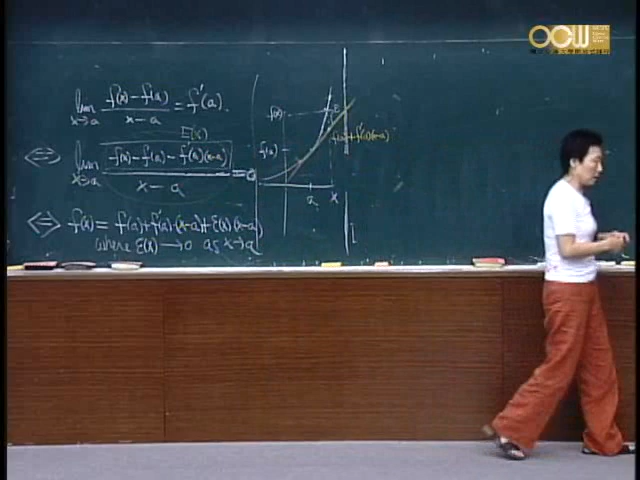 OCW
lim x→a (f(x) - f(a))/(x - a) = f'(a).
E(x)
⇔ lim x→a (f(x) - f(a) - f'(a)(x-a))/(x - a) = 0
⇔ f(x) = f(a) + f'(a)·(x-a) + E(x)(x-a)
where E(x) → 0 as x → a
f(x)
f(a)
f(a) + f'(a)(x-a)
a x